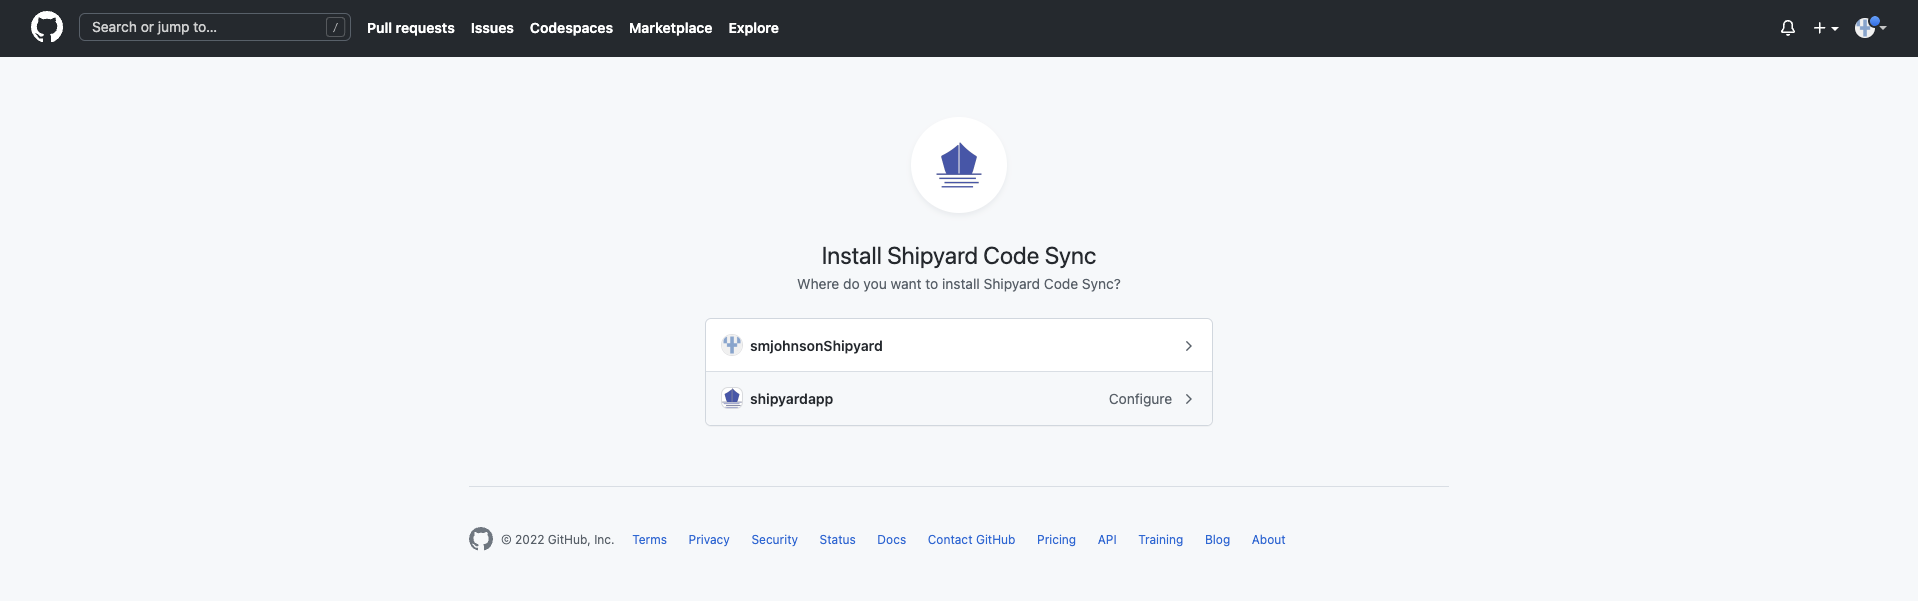 Search or jump to... / Pull requests Issues Codespaces Marketplace Explore
Install Shipyard Code Sync
Where do you want to install Shipyard Code Sync?
smjohnsonShipyard
shipyardapp Configure
© 2022 GitHub, Inc. Terms Privacy Security Status Docs Contact GitHub Pricing API Training Blog About